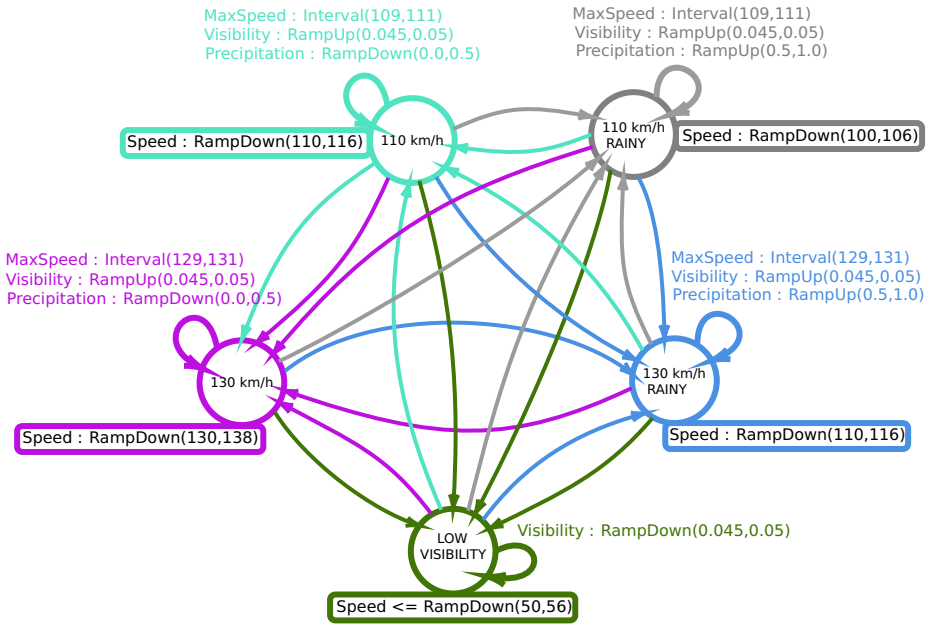 MaxSpeed : Interval(109,111)
Visibility : RampUp(0.045,0.05)
Precipitation : RampDown(0.0,0.5)
MaxSpeed : Interval(109,111)
Visibility : RampUp(0.045,0.05)
Precipitation : RampUp(0.5,1.0)
Speed : RampDown(110,116)
110 km/h
110 km/h
RAINY
Speed : RampDown(100,106)
MaxSpeed : Interval(129,131)
Visibility : RampUp(0.045,0.05)
Precipitation : RampDown(0.0,0.5)
MaxSpeed : Interval(129,131)
Visibility : RampUp(0.045,0.05)
Precipitation : RampUp(0.5,1.0)
130 km/h
130 km/h
RAINY
Speed : RampDown(130,138)
Speed : RampDown(110,116)
LOW
VISIBILITY
Visibility : RampDown(0.045,0.05)
Speed <= RampDown(50,56)